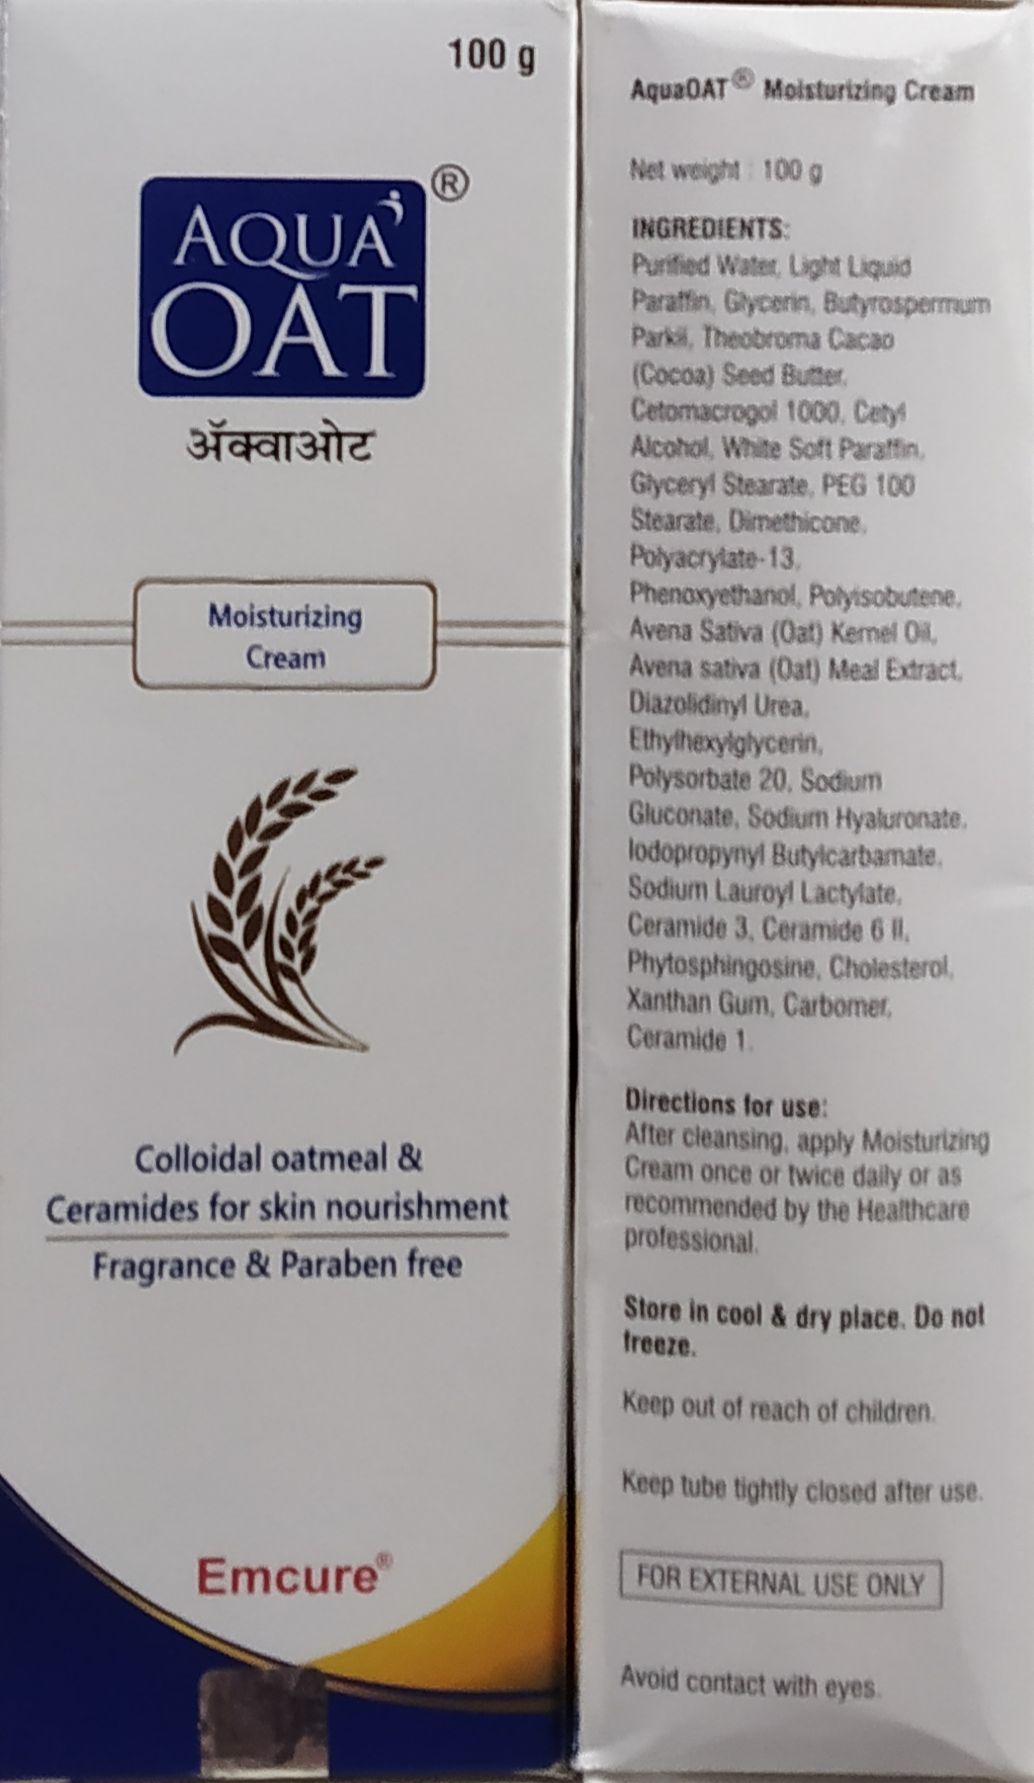 100 g
AQUA
OAT
®
ॲक्वाओट
Moisturizing
Cream
Colloidal oatmeal &
Ceramides for skin nourishment
Fragrance & Paraben free
Emcure®
AquaOAT® Moisturizing Cream
Net weight : 100 g
INGREDIENTS:
Purified Water, Light Liquid
Paraffin, Glycerin, Butyrospermum
Parkii, Theobroma Cacao
(Cocoa) Seed Butter,
Cetomacrogol 1000, Cetyl
Alcohol, White Soft Paraffin,
Glyceryl Stearate, PEG 100
Stearate, Dimethicone,
Polyacrylate-13,
Phenoxyethanol, Polyisobutene,
Avena Sativa (Oat) Kernel Oil,
Avena sativa (Oat) Meal Extract,
Diazolidinyl Urea,
Ethylhexylglycerin,
Polysorbate 20, Sodium
Gluconate, Sodium Hyaluronate,
Iodopropynyl Butylcarbamate,
Sodium Lauroyl Lactylate,
Ceramide 3, Ceramide 6 II,
Phytosphingosine, Cholesterol,
Xanthan Gum, Carbomer,
Ceramide 1.
Directions for use:
After cleansing, apply Moisturizing
Cream once or twice daily or as
recommended by the Healthcare
professional.
Store in cool & dry place. Do not
freeze.
Keep out of reach of children.
Keep tube tightly closed after use.
FOR EXTERNAL USE ONLY
Avoid contact with eyes.